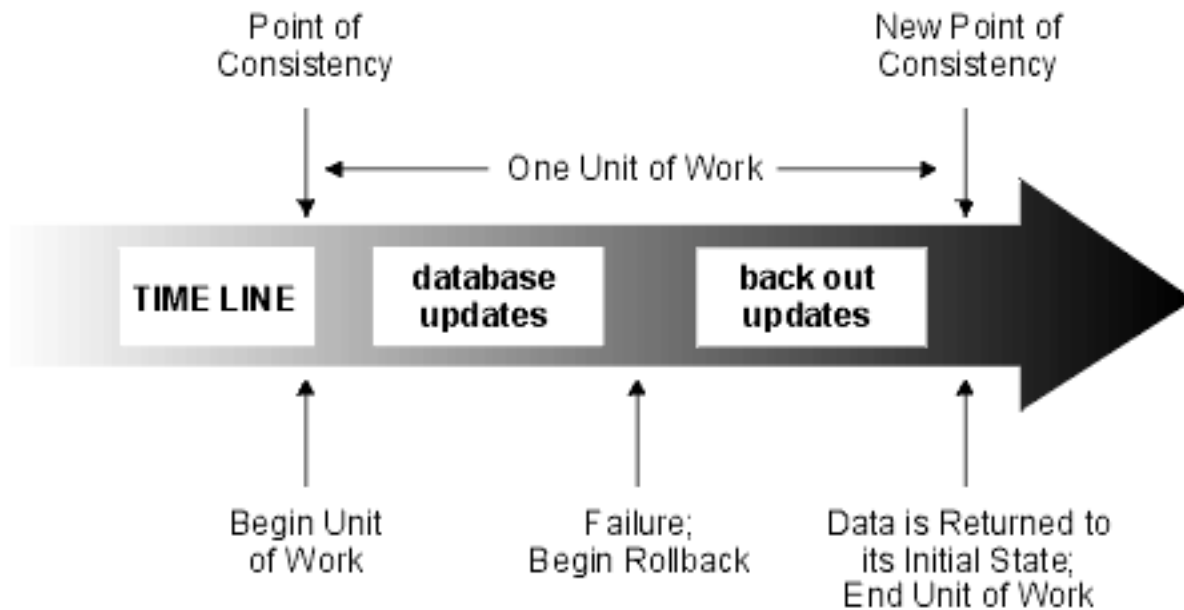 Point of
Consistency
New Point of
Consistency
One Unit of Work
TIME LINE
database
updates
back out
updates
Begin Unit
of Work
Failure;
Begin Rollback
Data is Returned to
its Initial State;
End Unit of Work